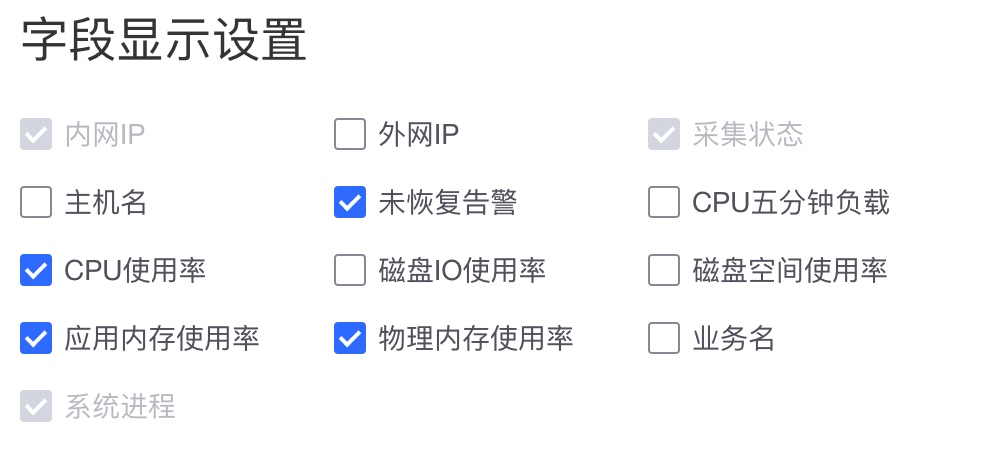 字段显示设置
内网IP 外网IP 采集状态
主机名 未恢复告警 CPU五分钟负载
CPU使用率 磁盘IO使用率 磁盘空间使用率
应用内存使用率 物理内存使用率 业务名
系统进程